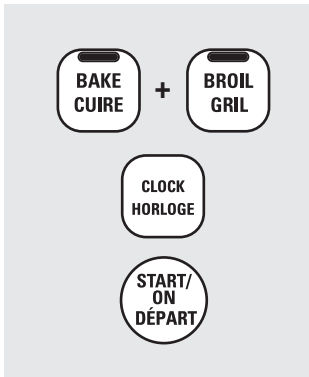 BAKE
CUIRE
+
BROIL
GRIL
CLOCK
HORLOGE
START/
ON
DÉPART